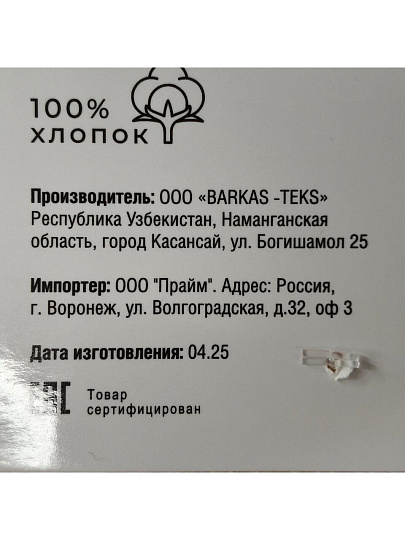 100%
ХЛОПОК
Производитель: ООО «BARKAS -TEKS»
Республика Узбекистан, Наманганская
область, город Касансай, ул. Богишамол 25
Импортер: ООО "Прайм". Адрес: Россия,
г. Воронеж, ул. Волгоградская, д.32, оф 3
Дата изготовления: 04.25
EAC Товар
сертифицирован